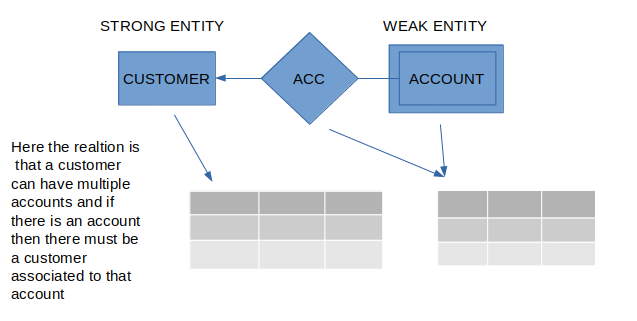 STRONG ENTITY
WEAK ENTITY
CUSTOMER
ACC
ACCOUNT
Here the realtion is
that a customer
can have multiple
accounts and if
there is an account
then there must be
a customer
associated to that
account